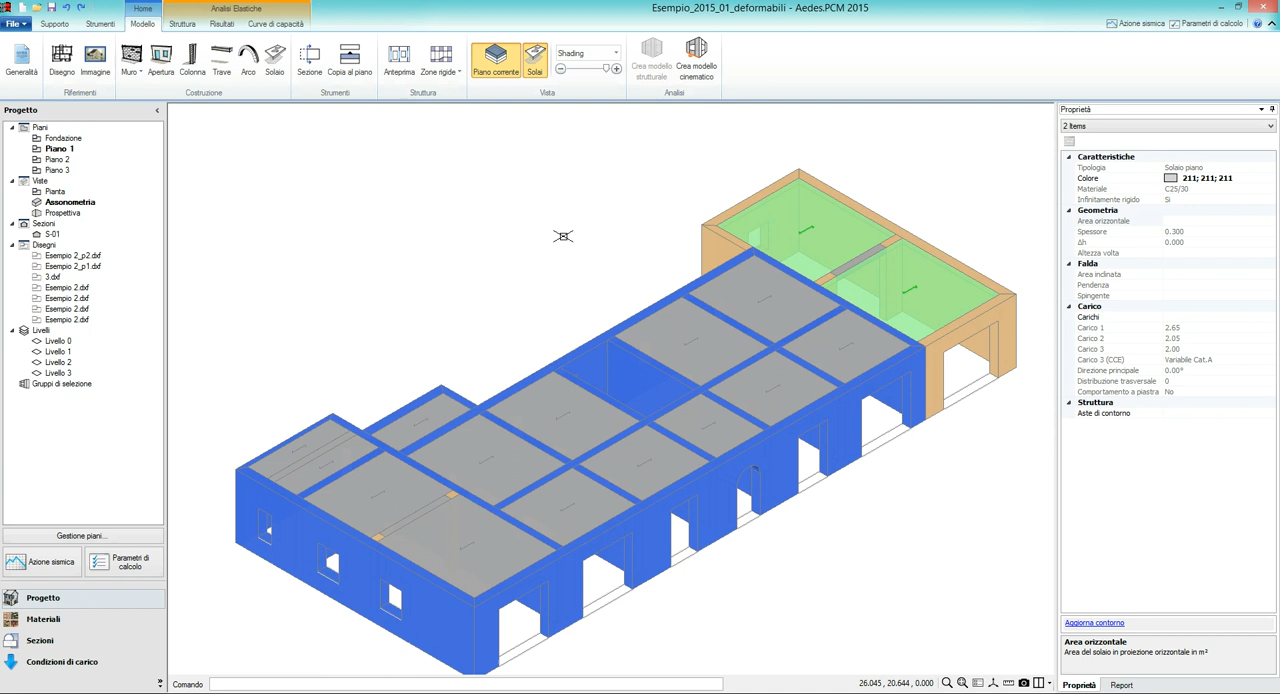 Home
Analisi Elastiche
Esempio_2015_01_deformabili - Aedes.PCM 2015
File
Supporto
Strumenti
Modello
Struttura
Risultati
Curve di capacità
Azione sismica
Parametri di calcolo
Generalità
Disegno
Immagine
Muro
Apertura
Colonna
Trave
Arco
Solaio
Sezione
Copia al piano
Anteprima
Zone rigide
Piano corrente
Solai
Shading
Crea modello strutturale
Crea modello cinematico
Riferimenti
Costruzione
Strumenti
Struttura
Vista
Analisi
Progetto
Piani
Fondazione
Piano 1
Piano 2
Piano 3
Viste
Pianta
Assonometria
Prospettiva
Sezioni
S-01
Disegni
Esempio 2_p2.dxf
Esempio 2_p1.dxf
3.dxf
Esempio 2.dxf
Esempio 2.dxf
Esempio 2.dxf
Esempio 2.dxf
Livelli
Livello 0
Livello 1
Livello 2
Livello 3
Gruppi di selezione
Gestione piani...
Azione sismica
Parametri di calcolo
Progetto
Materiali
Sezioni
Condizioni di carico
Comando
26.045, 20.644, 0.000
Proprietà
2 Items
Caratteristiche
Tipologia Solaio piano
Colore 211; 211; 211
Materiale C25/30
Infinitamente rigido Si
Geometria
Area orizzontale
Spessore 0.300
Δh 0.000
Altezza volta
Falda
Area inclinata
Pendenza
Spingente
Carico
Carichi
Carico 1 2.65
Carico 2 2.05
Carico 3 2.00
Carico 3 (CCE) Variabile Cat.A
Direzione principale 0.00°
Distribuzione trasversale 0
Comportamento a piastra No
Struttura
Aste di contorno
Aggiorna contorno
Area orizzontale
Area del solaio in proiezione orizzontale in m²
Proprietà
Report